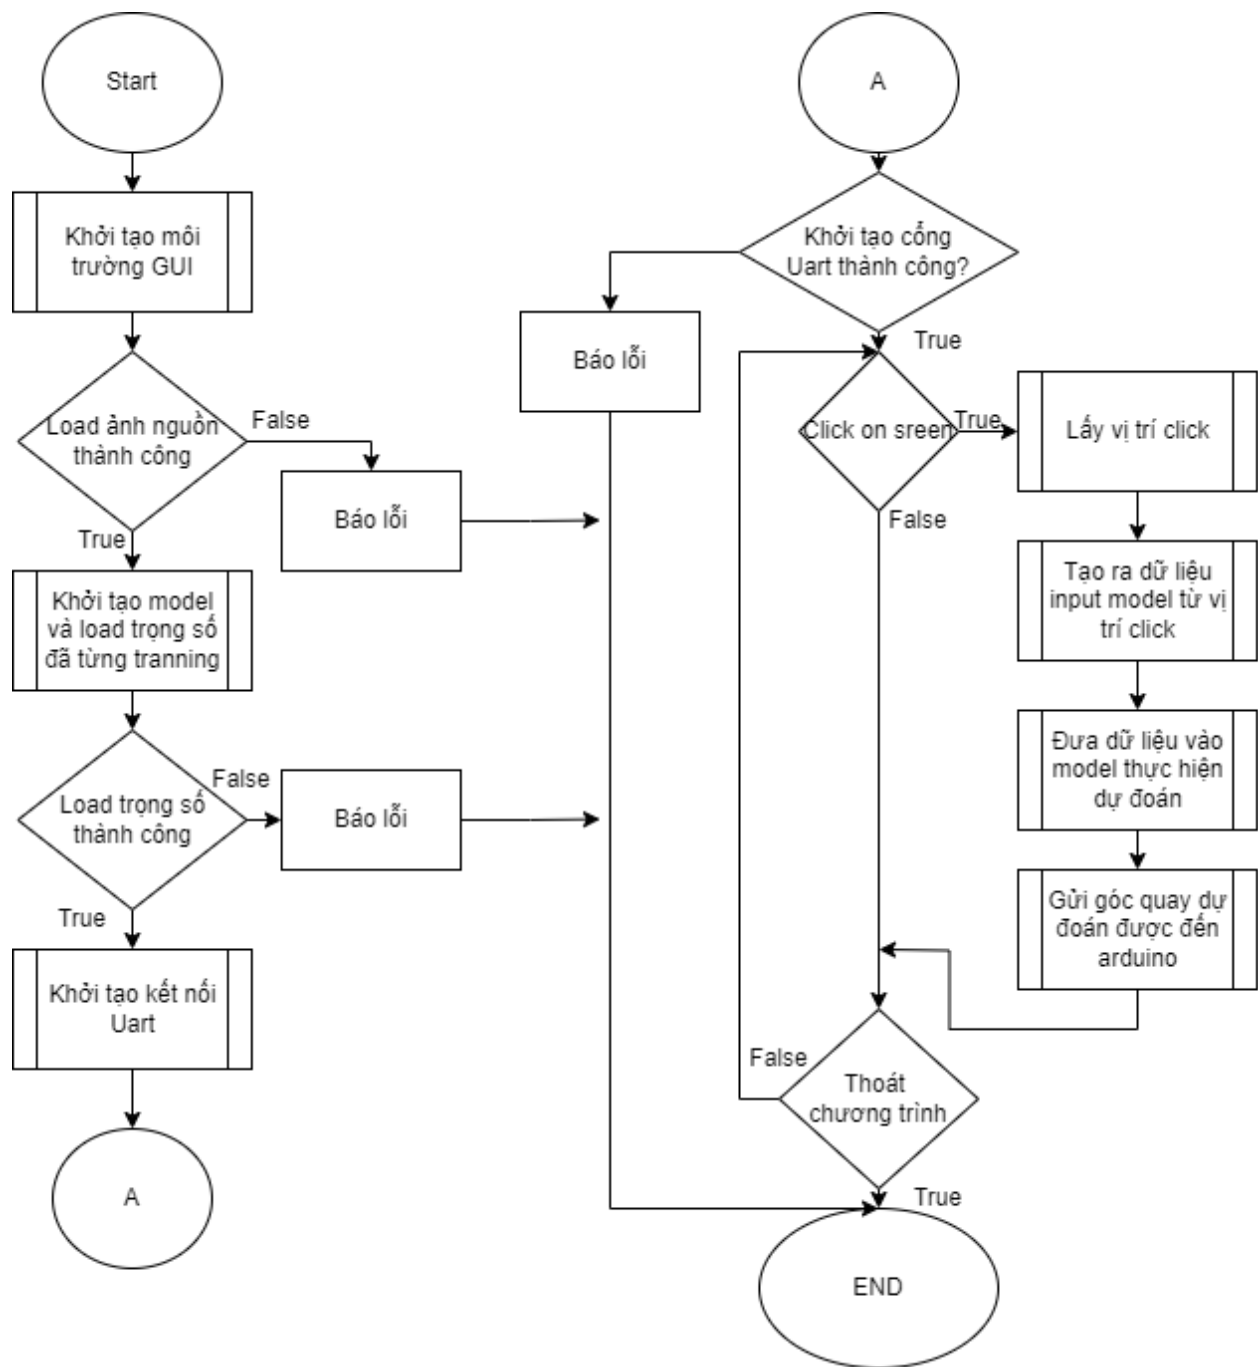 Start
Khởi tạo môi
trường GUI
Load ảnh nguồn
thành công
False
Báo lỗi
True
Khởi tạo model
và load trọng số
đã từng tranning
Load trọng số
thành công
False
Báo lỗi
True
Khởi tạo kết nối
Uart
A
A
Khởi tạo cổng
Uart thành công?
Báo lỗi
True
Click on sreen
True
Lấy vị trí click
False
Tạo ra dữ liệu
input model từ vị
trí click
Đưa dữ liệu vào
model thực hiện
dự đoán
Gửi góc quay dự
đoán được đến
arduino
False
Thoát
chương trình
True
END